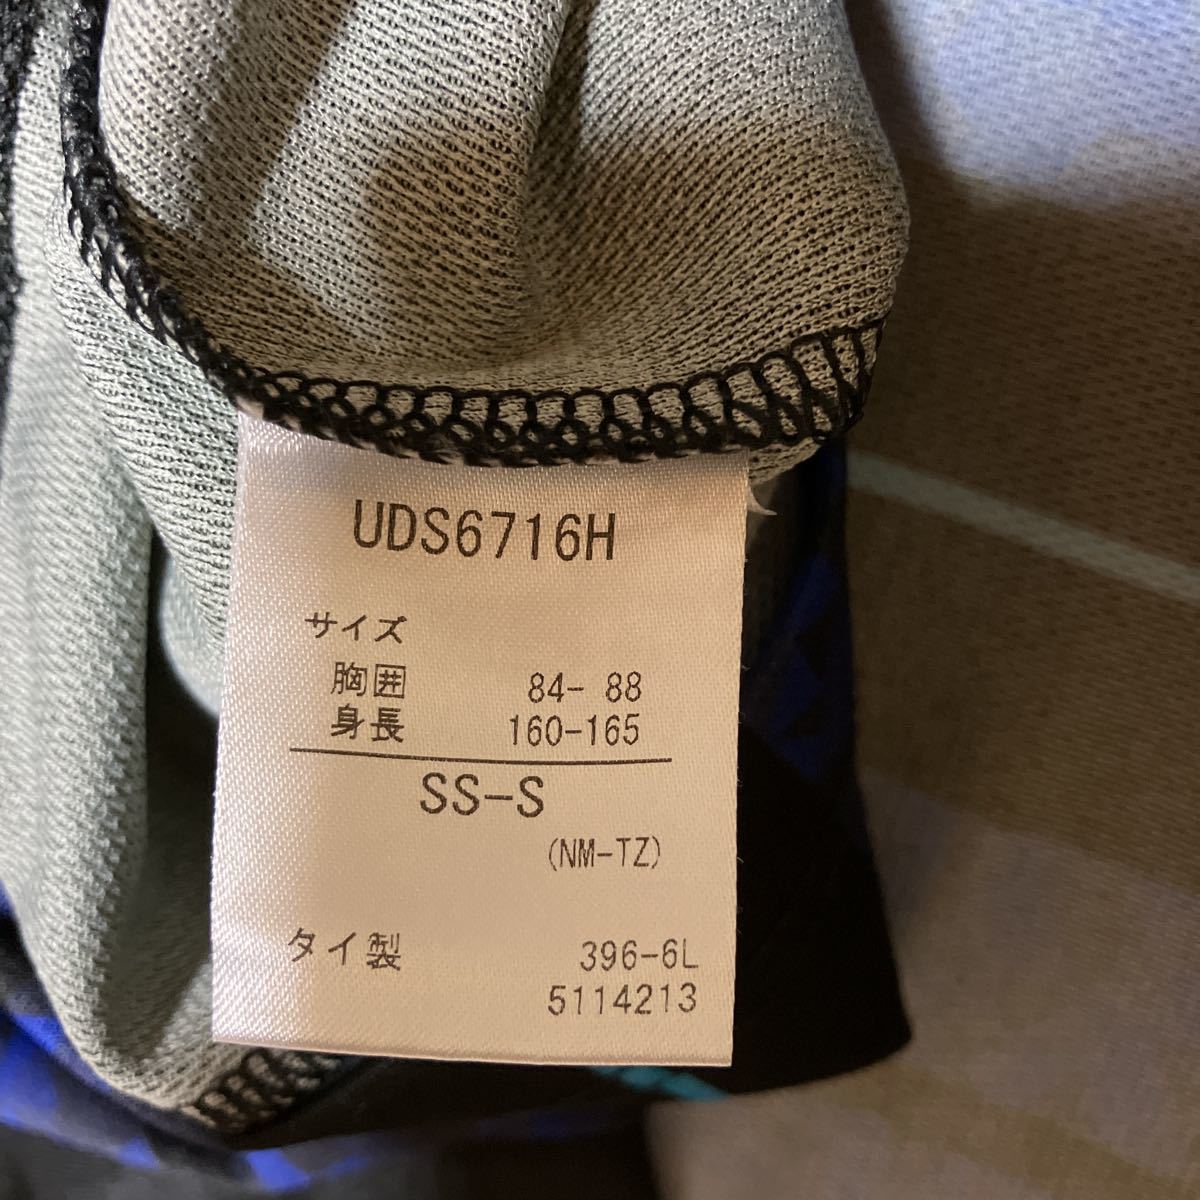 UDS6716H
サイズ
胸囲 84- 88
身長 160-165
SS-S
(NM-TZ)
タイ製 396-6L
5114213